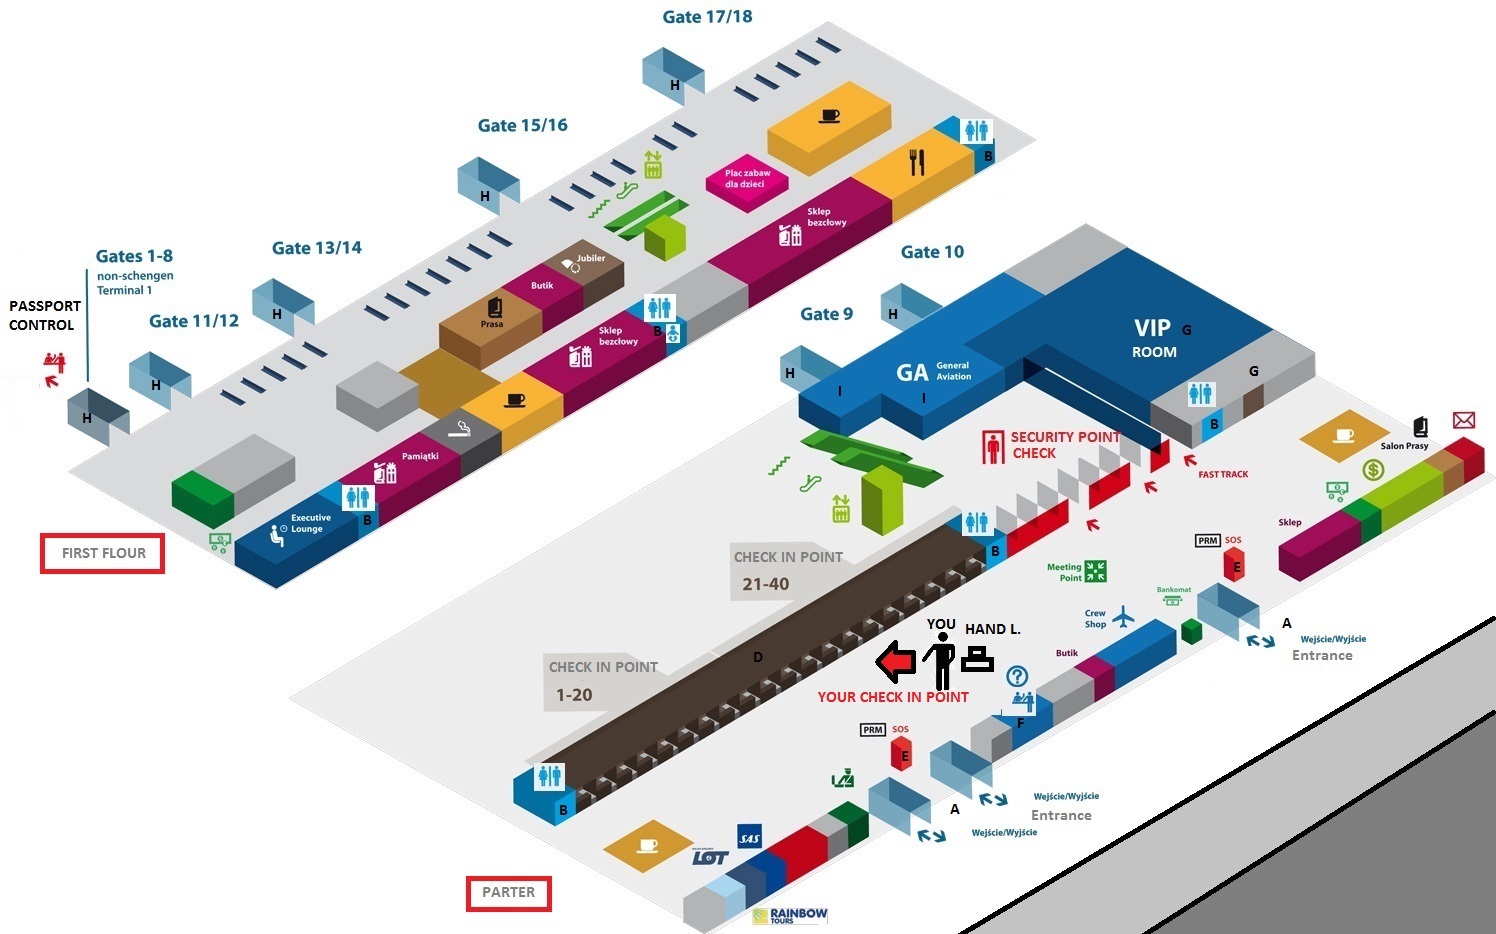 Gate 17/18
H
Gate 15/16
H
B
Plac zabaw
dla dzieci
Sklep
bezcłowy
Gates 1-8
non-schengen
Terminal 1
Gate 13/14
H
PASSPORT
CONTROL
Gate 11/12
H
H
Jubiler
Butik
Prasa
Sklep
bezcłowy
B
Pamiątki
Executive
Lounge
B
FIRST FLOUR
Gate 10
H
Gate 9
H
VIP
ROOM
G
G
GA
General
Aviation
I
I
B
SECURITY POINT
CHECK
FAST TRACK
Salon Prasy
Sklep
PRM
SOS
E
B
CHECK IN POINT
21-40
Meeting
Point
Bankomat
Crew
Shop
A
Wejście/Wyjście
Entrance
YOU
HAND L.
Butik
D
CHECK IN POINT
1-20
YOUR CHECK IN POINT
F
PRM
SOS
E
B
A
Wejście/Wyjście
Entrance
Wejście/Wyjście
SAS
LOT
PARTER
RAINBOW
TOURS